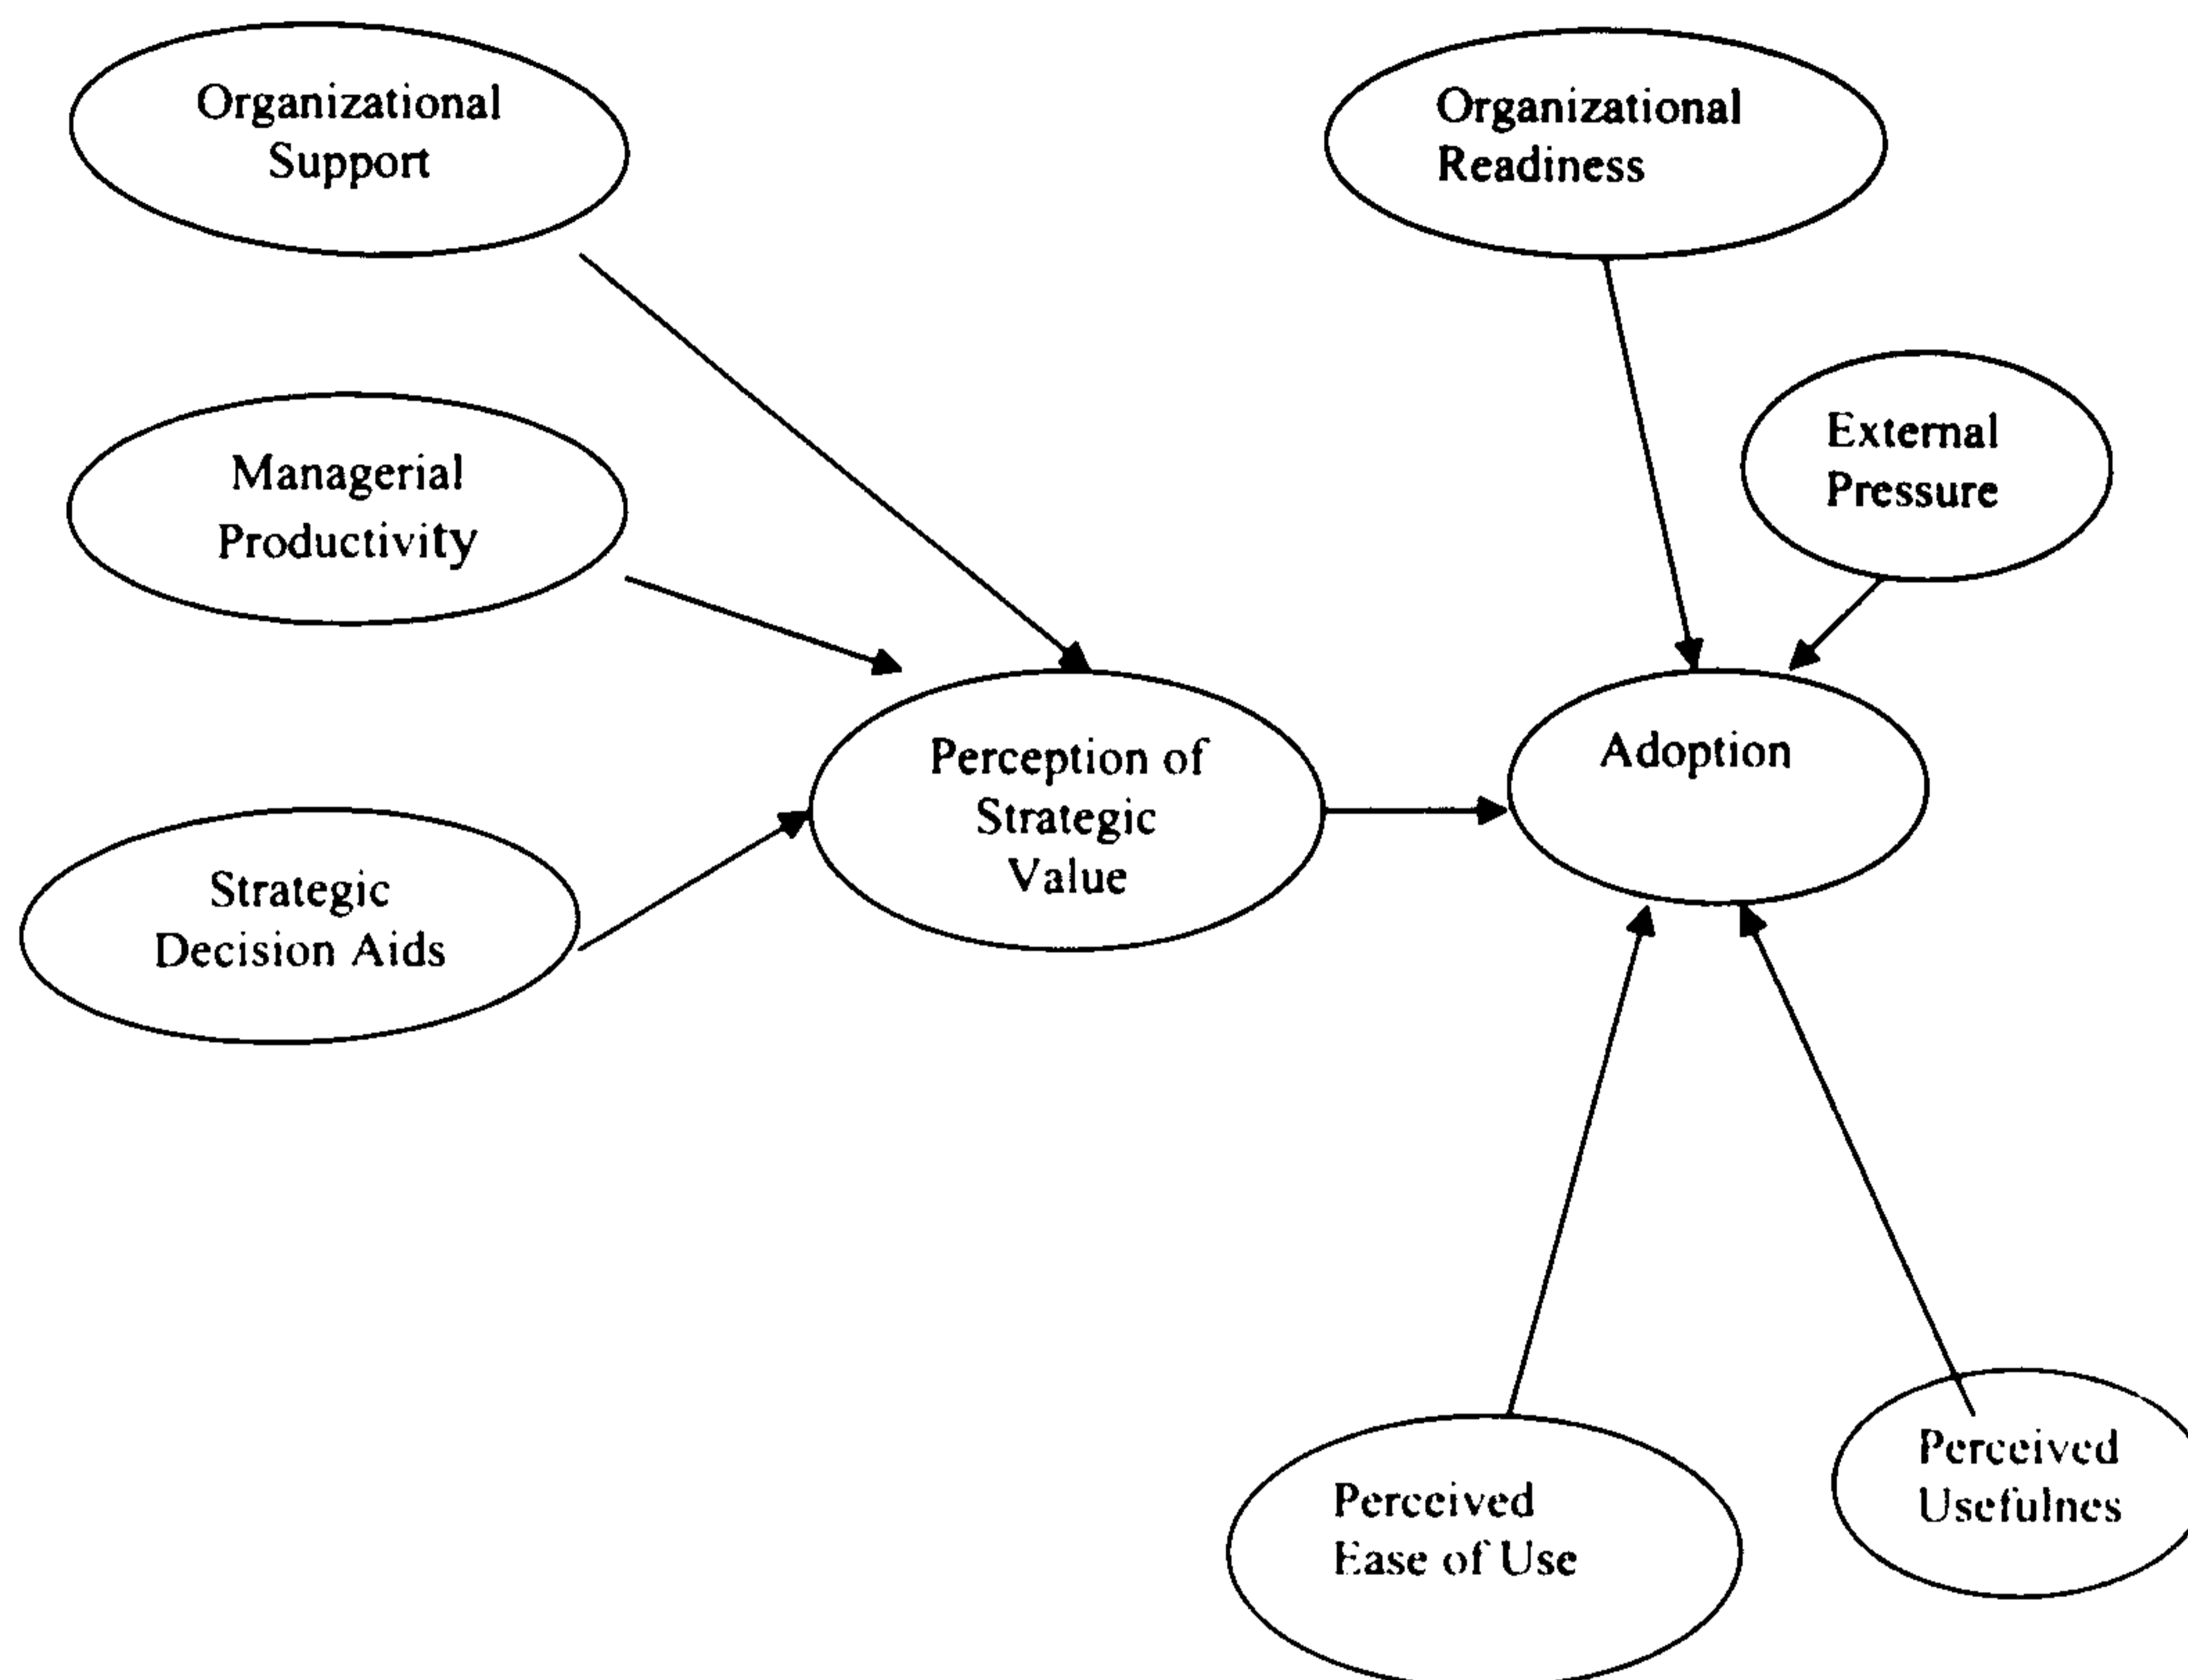 Organizational
Support
Organizational
Readiness
Managerial
Productivity
External
Pressure
Perception of
Strategic
Value
Adoption
Strategic
Decision Aids
Perceived
Ease of Use
Perceived
Usefulnes